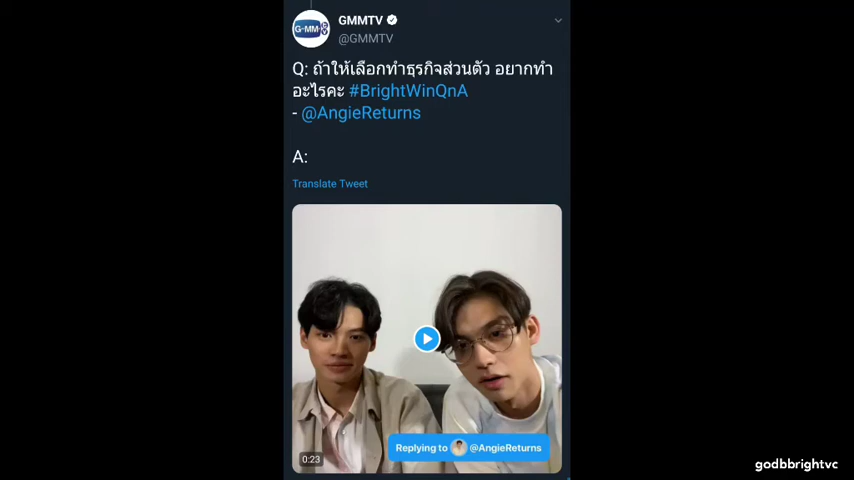 GMMTV
@GMMTV
Q: ถ้าให้เลือกทำธุรกิจส่วนตัว อยากทำ
อะไรคะ #BrightWinQnA
- @AngieReturns
A:
Translate Tweet
Replying to @AngieReturns
0:23
godbbrightvc